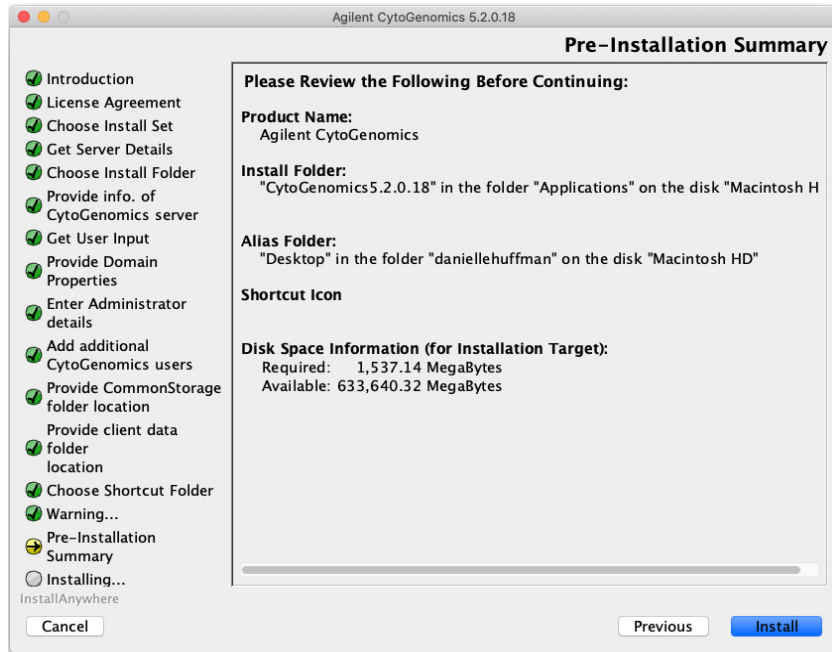 Agilent CytoGenomics 5.2.0.18
Pre-Installation Summary
Introduction
License Agreement
Choose Install Set
Get Server Details
Choose Install Folder
Provide info. of
CytoGenomics server
Get User Input
Provide Domain
Properties
Enter Administrator
details
Add additional
CytoGenomics users
Provide CommonStorage
folder location
Provide client data
folder
location
Choose Shortcut Folder
Warning...
Pre-Installation
Summary
Installing...
Please Review the Following Before Continuing:
Product Name:
Agilent CytoGenomics
Install Folder:
"CytoGenomics5.2.0.18" in the folder "Applications" on the disk "Macintosh H
Alias Folder:
"Desktop" in the folder "daniellehuffman" on the disk "Macintosh HD"
Shortcut Icon
Disk Space Information (for Installation Target):
Required: 1,537.14 MegaBytes
Available: 633,640.32 MegaBytes
InstallAnywhere
Cancel
Previous
Install